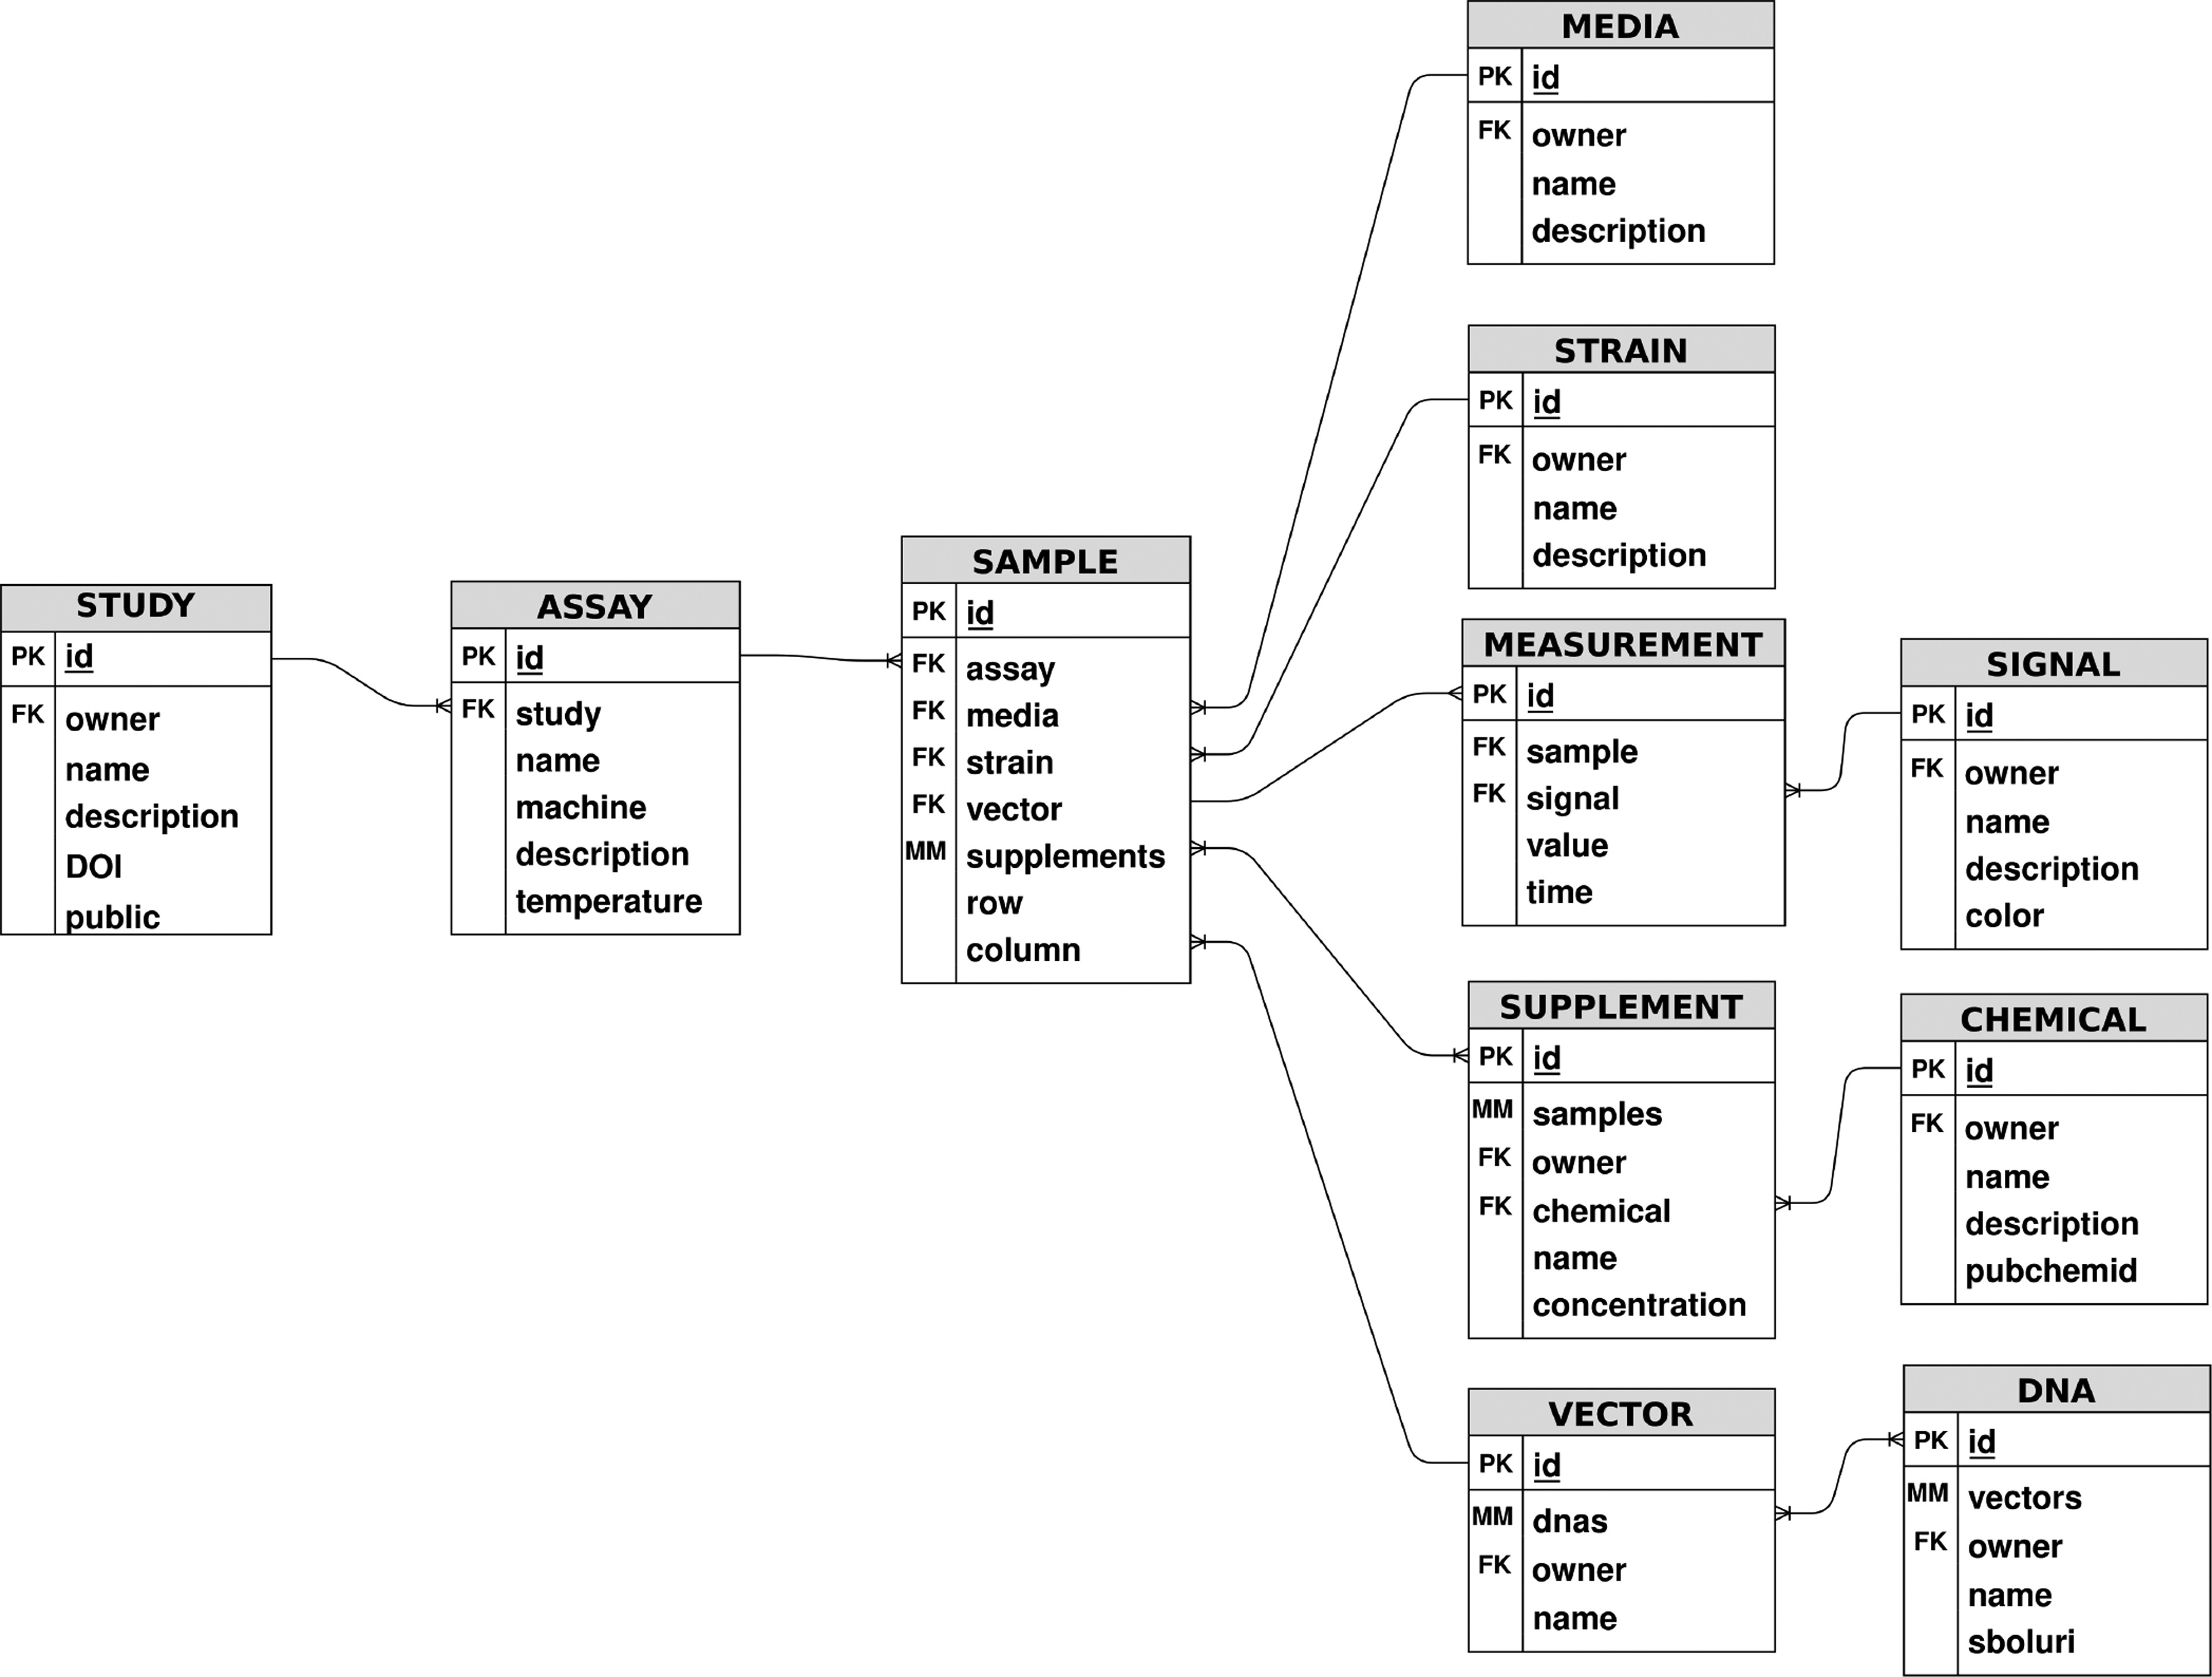 MEDIA
PK id
FK owner
name
description
STRAIN
PK id
FK owner
name
description
STUDY
PK id
FK owner
name
description
DOI
public
ASSAY
PK id
FK study
name
machine
description
temperature
SAMPLE
PK id
FK assay
FK media
FK strain
FK vector
MM supplements
row
column
MEASUREMENT
PK id
FK sample
FK signal
value
time
SIGNAL
PK id
FK owner
name
description
color
SUPPLEMENT
PK id
MM samples
FK owner
FK chemical
name
concentration
CHEMICAL
PK id
FK owner
name
description
pubchemid
VECTOR
PK id
MM dnas
FK owner
name
DNA
PK id
MM vectors
FK owner
name
sboluri